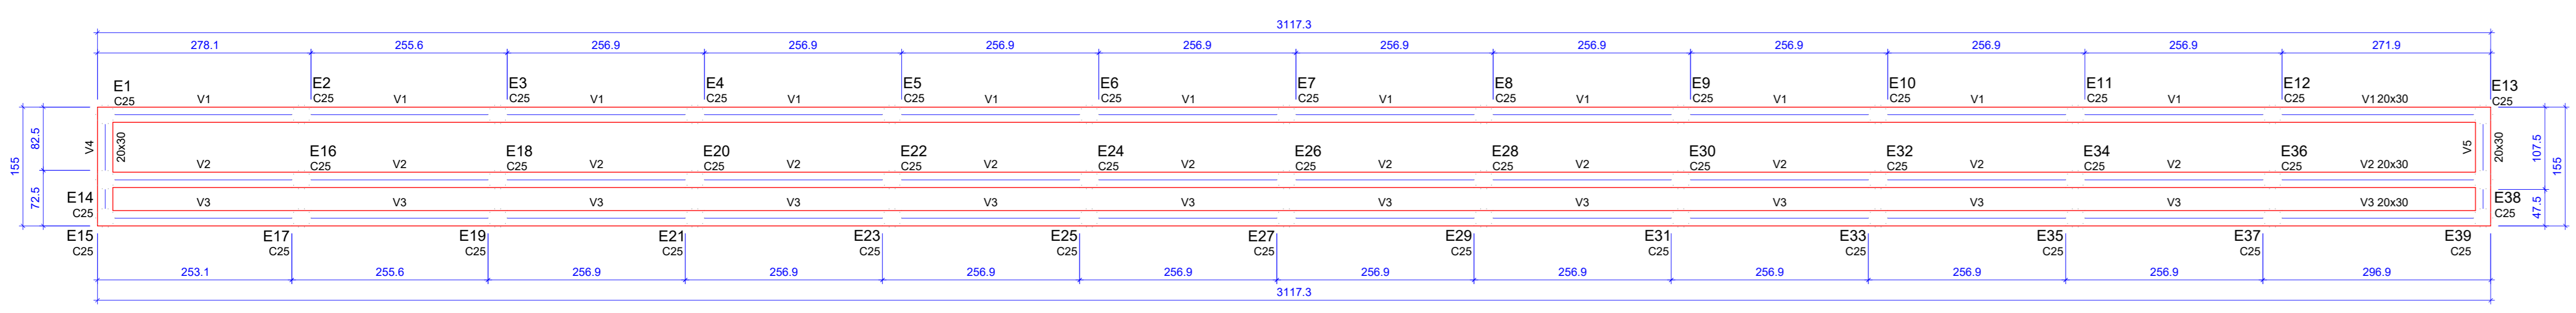 3117.3
278.1 255.6 256.9 256.9 256.9 256.9 256.9 256.9 256.9 256.9 256.9 271.9
E1 E2 E3 E4 E5 E6 E7 E8 E9 E10 E11 E12 E13
C25 C25 C25 C25 C25 C25 C25 C25 C25 C25 C25 C25 C25
V1 V1 V1 V1 V1 V1 V1 V1 V1 V1 V1 V1 20x30
155 82.5 V4 20x30 V5 20x30 107.5 155
E16 E18 E20 E22 E24 E26 E28 E30 E32 E34 E36
C25 C25 C25 C25 C25 C25 C25 C25 C25 C25 C25
V2 V2 V2 V2 V2 V2 V2 V2 V2 V2 V2 V2 20x30
72.5 E14 E38 47.5
C25 C25
V3 V3 V3 V3 V3 V3 V3 V3 V3 V3 V3 V3 20x30
E15 E17 E19 E21 E23 E25 E27 E29 E31 E33 E35 E37 E39
C25 C25 C25 C25 C25 C25 C25 C25 C25 C25 C25 C25 C25
253.1 255.6 256.9 256.9 256.9 256.9 256.9 256.9 256.9 256.9 256.9 296.9
3117.3